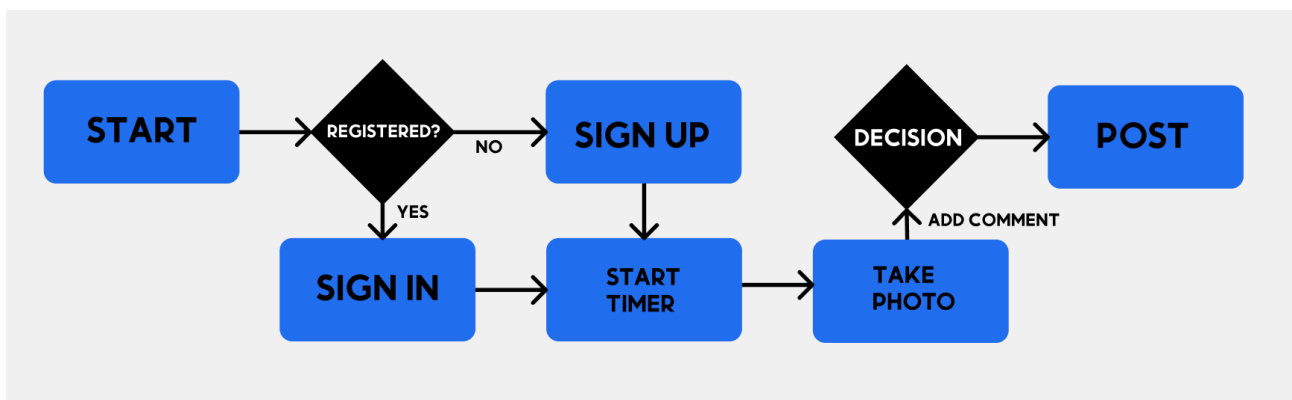 START
REGISTERED?
NO
SIGN UP
YES
SIGN IN
START
TIMER
TAKE
PHOTO
ADD COMMENT
DECISION
POST